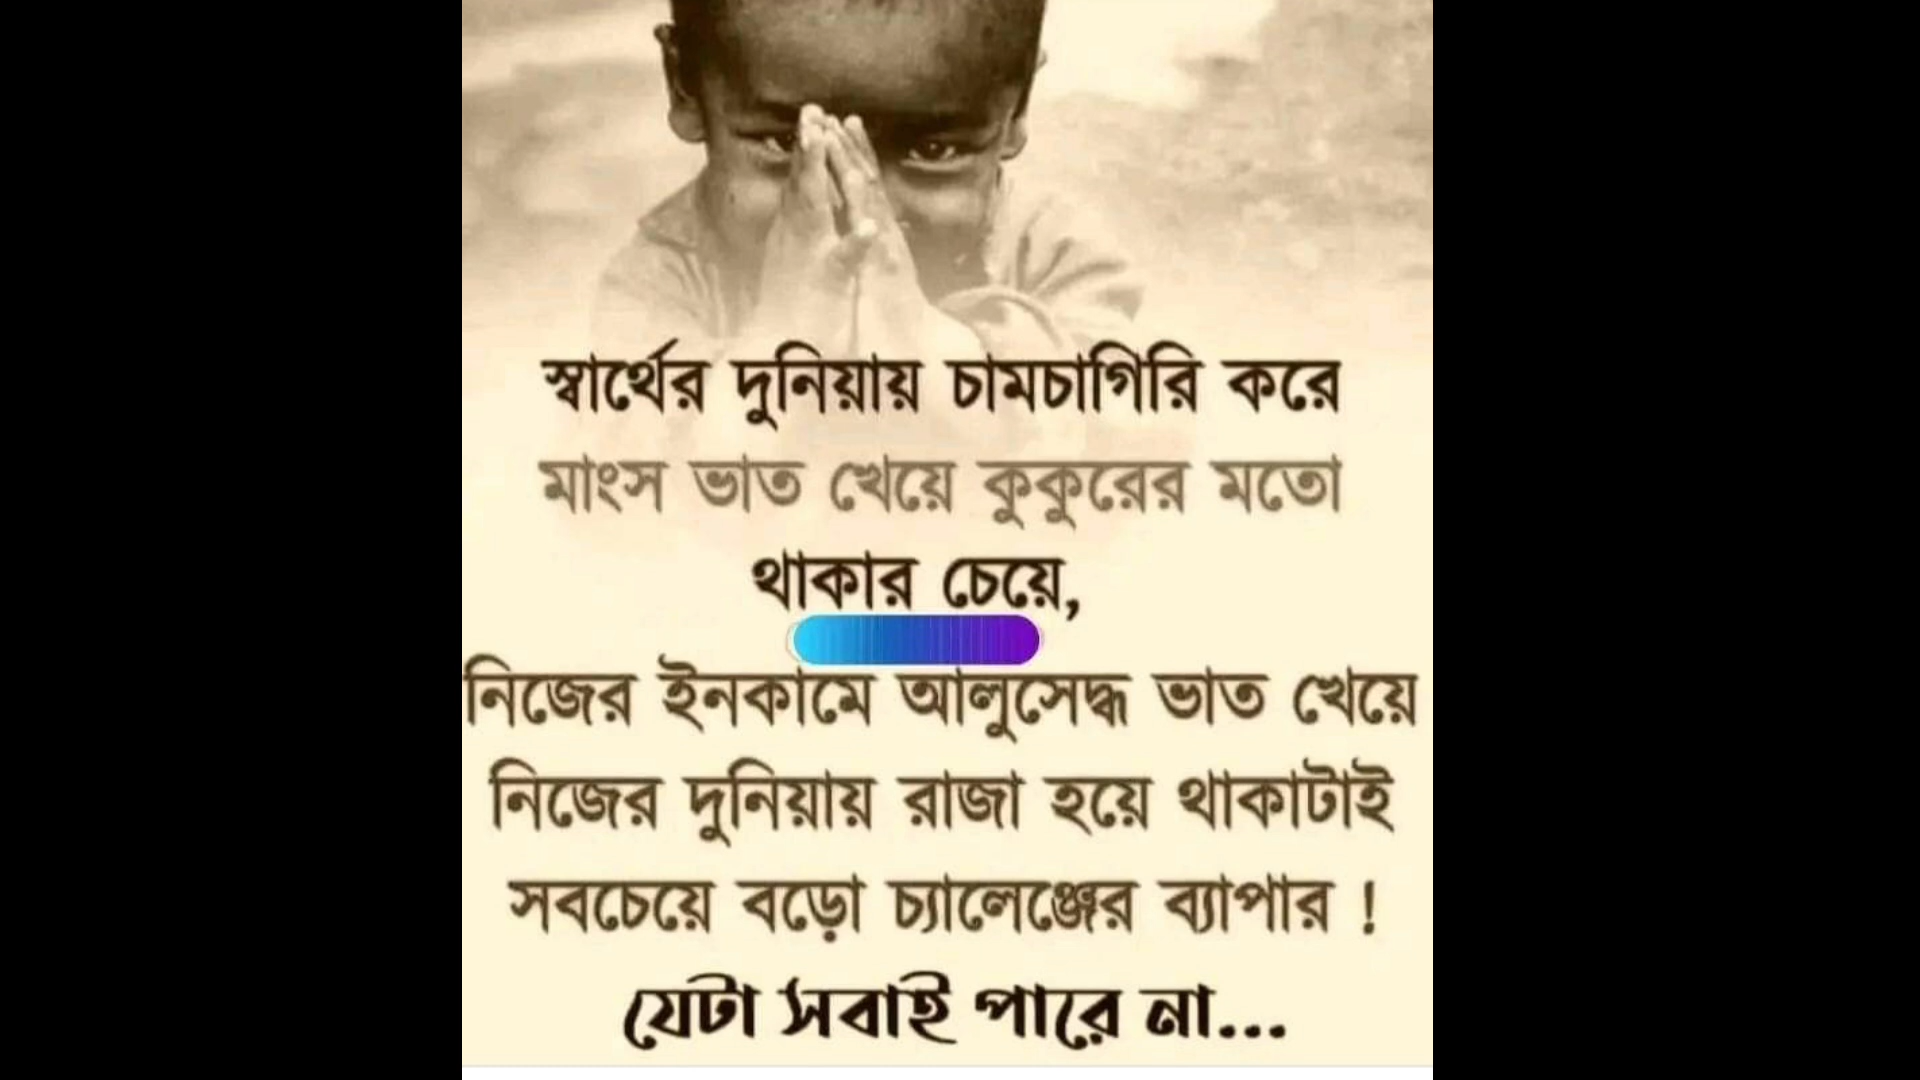 স্বার্থের দুনিয়ায় চামচাগিরি করে
মাংস ভাত খেয়ে কুকুরের মতো
থাকার চেয়ে,
নিজের ইনকামে আলুসেদ্ধ ভাত খেয়ে
নিজের দুনিয়ায় রাজা হয়ে থাকাটাই
সবচেয়ে বড়ো চ্যালেঞ্জের ব্যাপার !
যেটা সবাই পারে না...